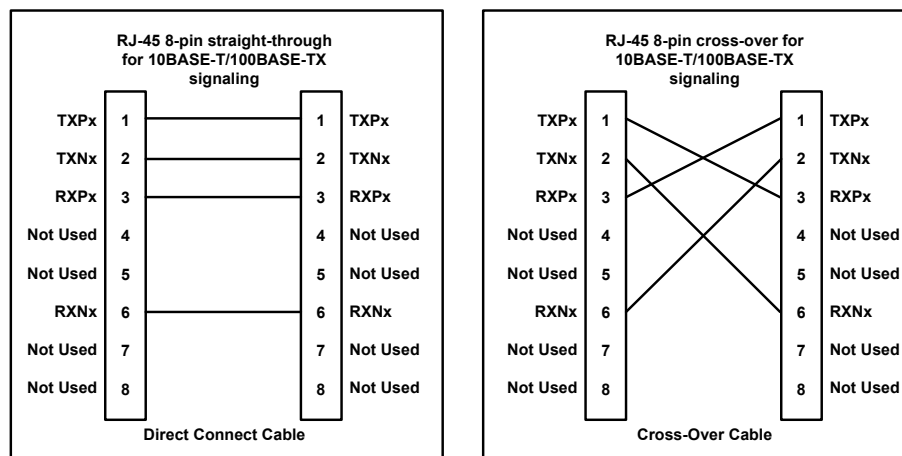 RJ-45 8-pin straight-through
for 10BASE-T/100BASE-TX
signaling
TXPx 1 1 TXPx
TXNx 2 2 TXNx
RXPx 3 3 RXPx
Not Used 4 4 Not Used
Not Used 5 5 Not Used
RXNx 6 6 RXNx
Not Used 7 7 Not Used
Not Used 8 8 Not Used
Direct Connect Cable
RJ-45 8-pin cross-over for
10BASE-T/100BASE-TX
signaling
TXPx 1 1 TXPx
TXNx 2 2 TXNx
RXPx 3 3 RXPx
Not Used 4 4 Not Used
Not Used 5 5 Not Used
RXNx 6 6 RXNx
Not Used 7 7 Not Used
Not Used 8 8 Not Used
Cross-Over Cable